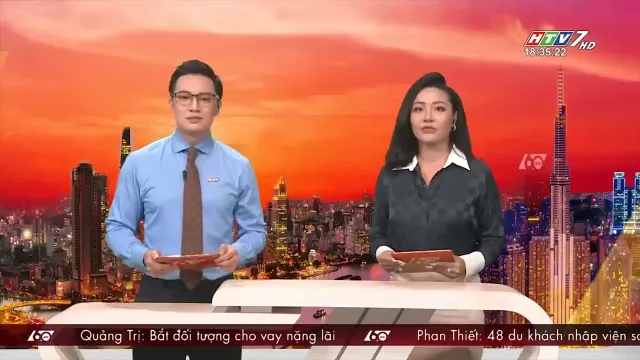 HTV7 HD
18:35:22
60
60 Quảng Trị: Bắt đối tượng cho vay nặng lãi 60 Phan Thiết: 48 du khách nhập viện